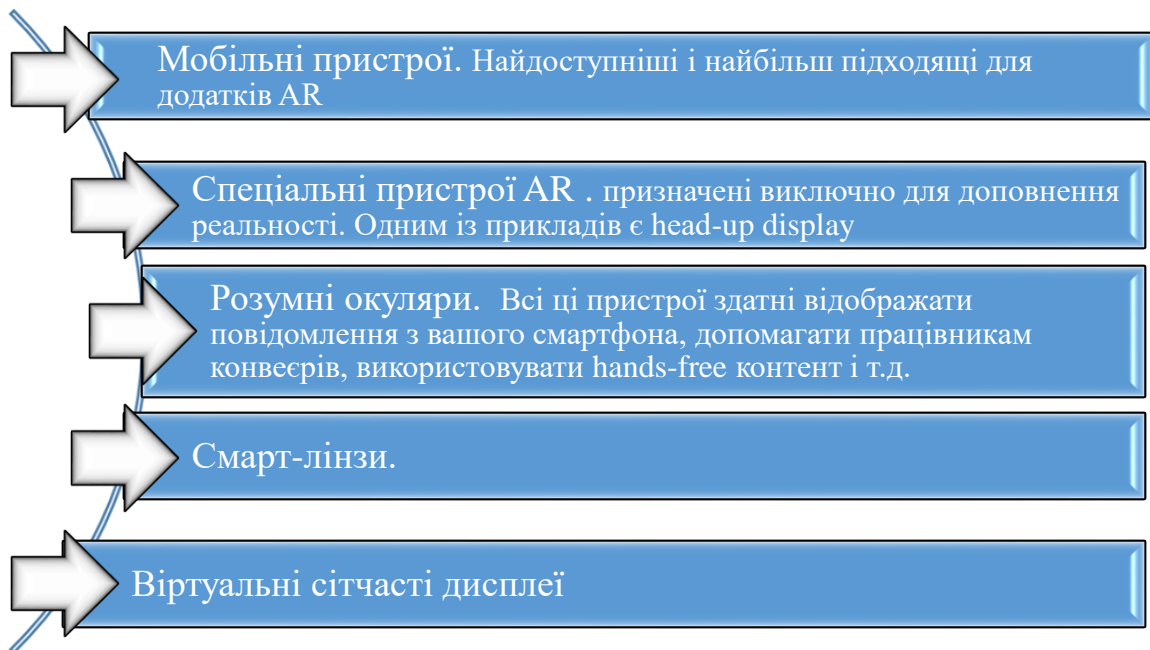 Мобільні пристрої. Найдоступніші і найбільш підходящі для
додатків AR
Спеціальні пристрої AR . призначені виключно для доповнення
реальності. Одним із прикладів є head-up display
Розумні окуляри. Всі ці пристрої здатні відображати
повідомлення з вашого смартфона, допомагати працівникам
конвеєрів, використовувати hands-free контент і т.д.
Смарт-лінзи.
Віртуальні сітчасті дисплеї